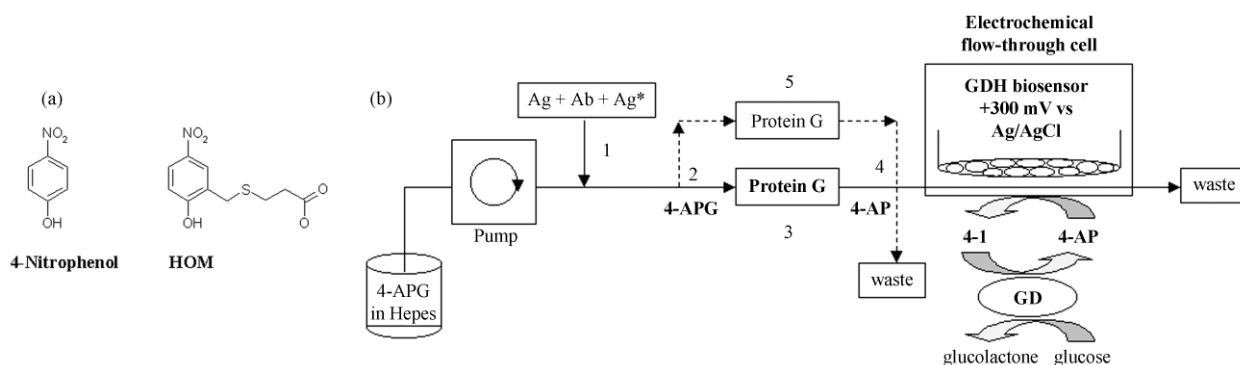 (a)
NO₂
OH
4-Nitrophenol
NO₂
S
O
O
OH
HOM
(b)
Ag + Ab + Ag*
1
Pump
4-APG
in Hepes
2
4-APG
5
Protein G
Protein G
3
4
4-AP
waste
Electrochemical
flow-through cell
GDH biosensor
+300 mV vs
Ag/AgCl
waste
4-1
4-AP
GD
glucolactone
glucose